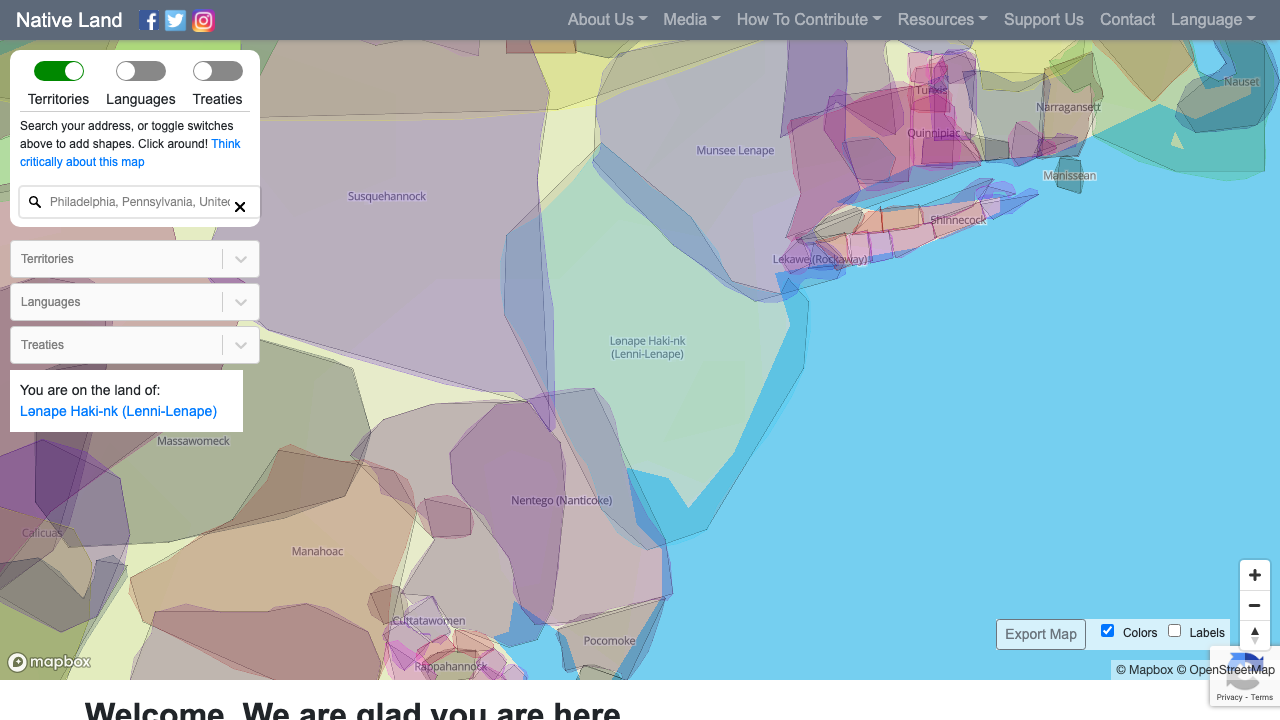 Native Land
About Us Media How To Contribute Resources Support Us Contact Language
Territories Languages Treaties
Search your address, or toggle switches
above to add shapes. Click around! Think
critically about this map
Philadelphia, Pennsylvania, United
Territories
Languages
Treaties
You are on the land of:
Lənape Haki-nk (Lenni-Lenape)
Nauset
Tunxis
Narragansett
Quinnipiac
Munsee Lenape
Manissean
Susquehannock
Shinnecock
Lekawe (Rockaway)
Lənape Haki-nk
(Lenni-Lenape)
Massawomeck
Nentego (Nanticoke)
Calicuas
Manahoac
Cuttatawomen
Pocomoke
Rappahannock
Export Map Colors Labels
mapbox
© Mapbox © OpenStreetMap
Privacy - Terms
Welcome. We are glad you are here